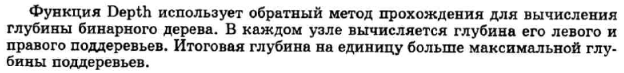 Функция Depth использует обратный метод прохождения для вычисления
глубины бинарного дерева. В каждом узле вычисляется глубина его левого и
правого поддеревьев. Итоговая глубина на единицу больше максимальной глу-
бины поддеревьев.